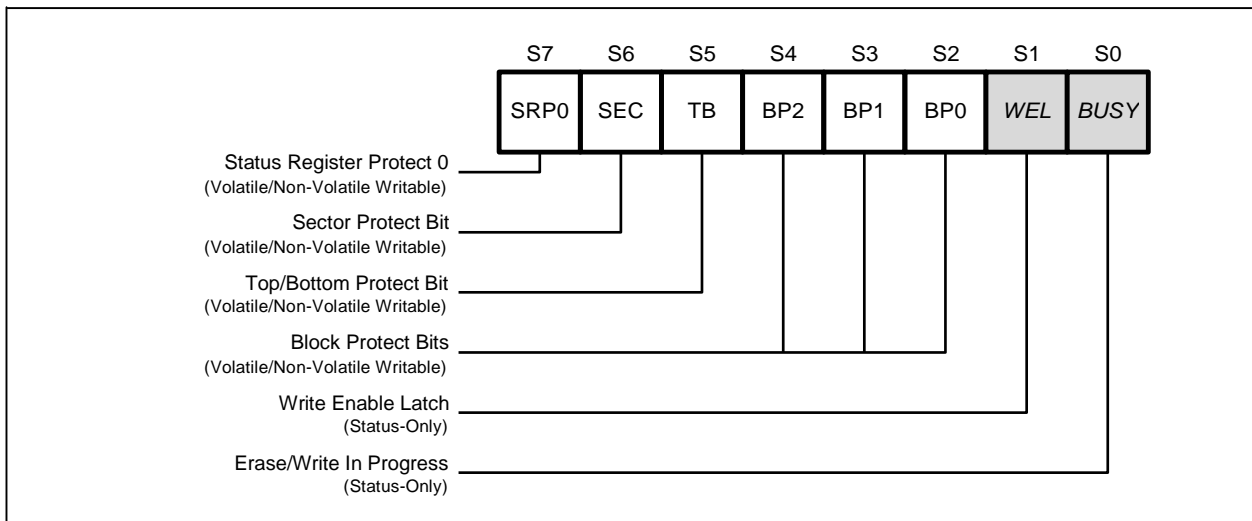 S7 S6 S5 S4 S3 S2 S1 S0
SRP0 SEC TB BP2 BP1 BP0 WEL BUSY
Status Register Protect 0
(Volatile/Non-Volatile Writable)
Sector Protect Bit
(Volatile/Non-Volatile Writable)
Top/Bottom Protect Bit
(Volatile/Non-Volatile Writable)
Block Protect Bits
(Volatile/Non-Volatile Writable)
Write Enable Latch
(Status-Only)
Erase/Write In Progress
(Status-Only)